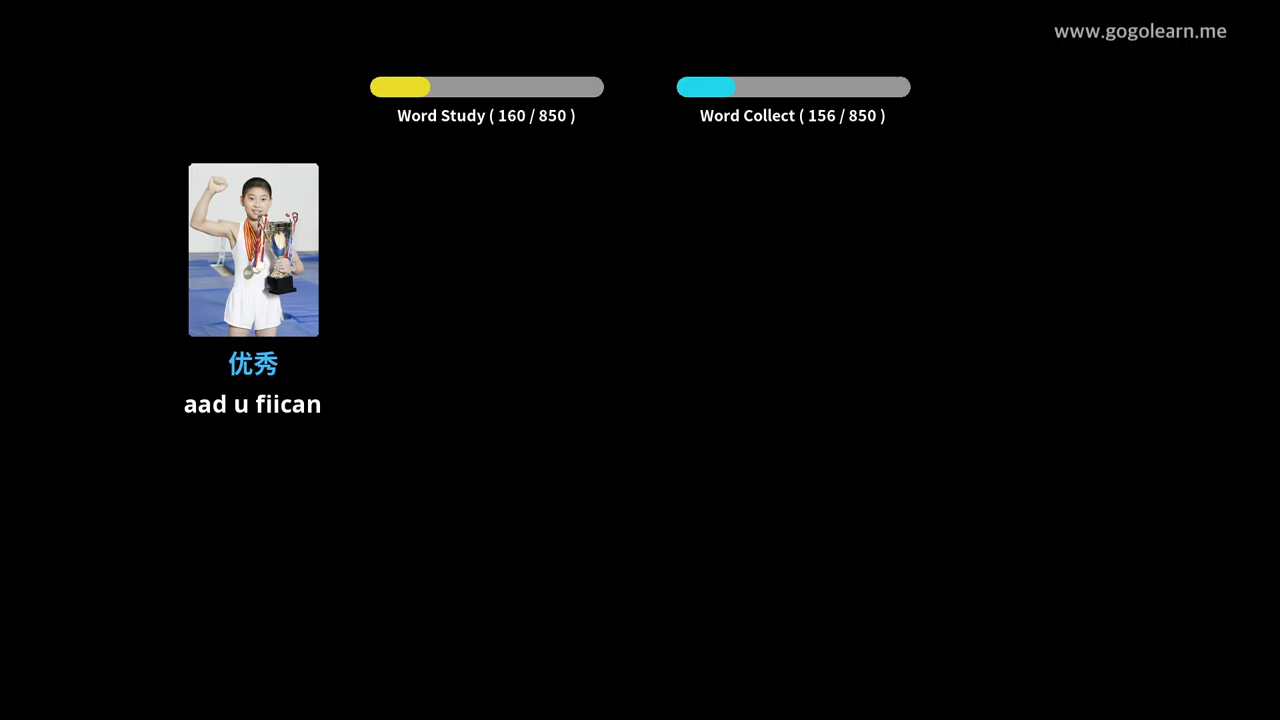 www.gogolearn.me
Word Study ( 160 / 850 )
Word Collect ( 156 / 850 )
优秀
aad u fiican